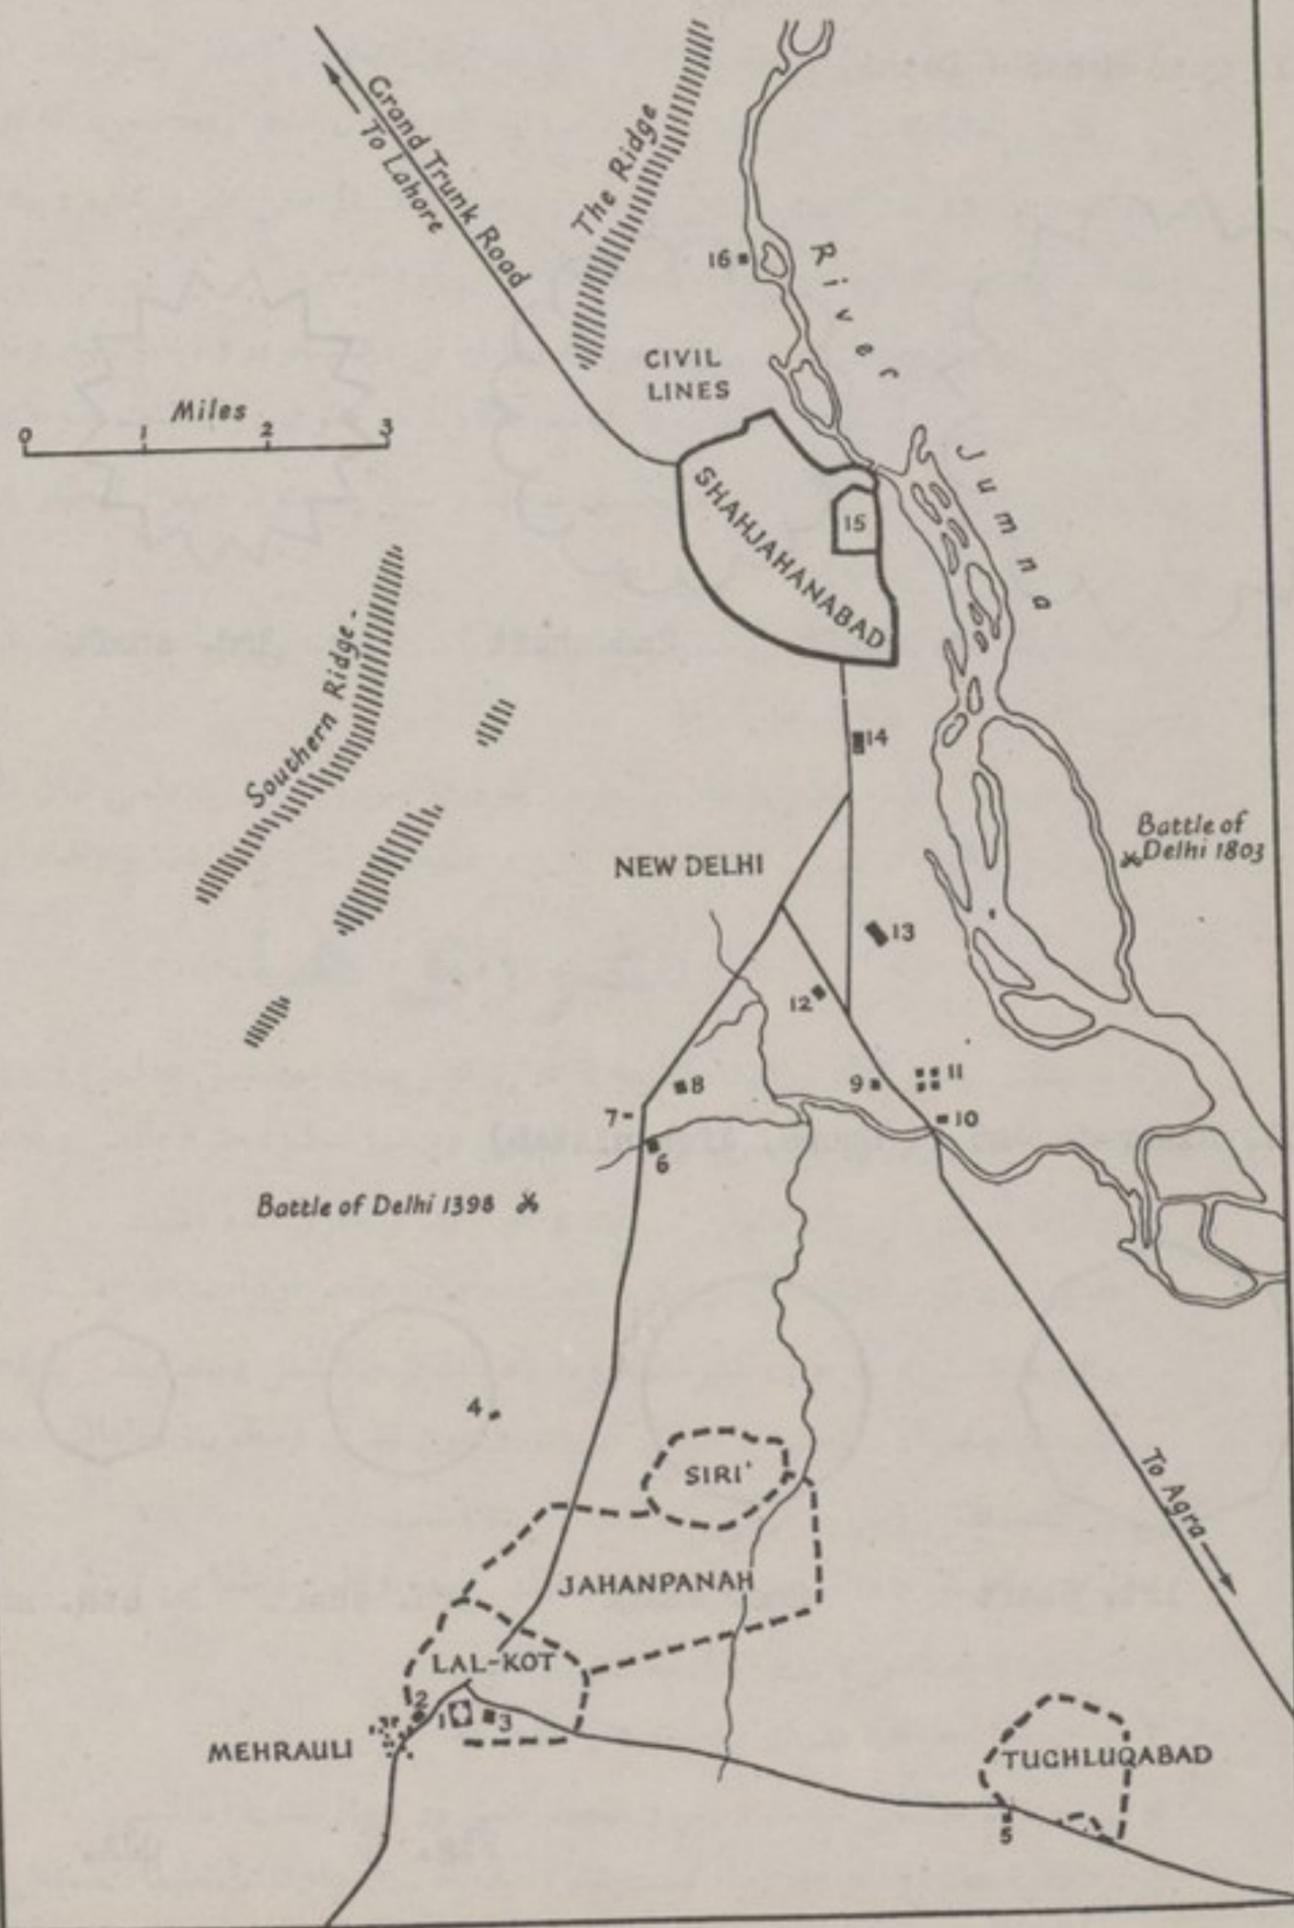 Grand Trunk Road
To Lahore
The Ridge
16
River
Jumna
CIVIL
LINES
Miles
0 1 2 3
SHAHJAHANABAD
15
Southern Ridge-
14
Battle of
Delhi 1803
NEW DELHI
13
12
11
8
9
7
10
6
Battle of Delhi 1398
4
SIRI
To Agra
JAHANPANAH
LAL-KOT
2
1
3
MEHRAULI
TUGHLUQABAD
5